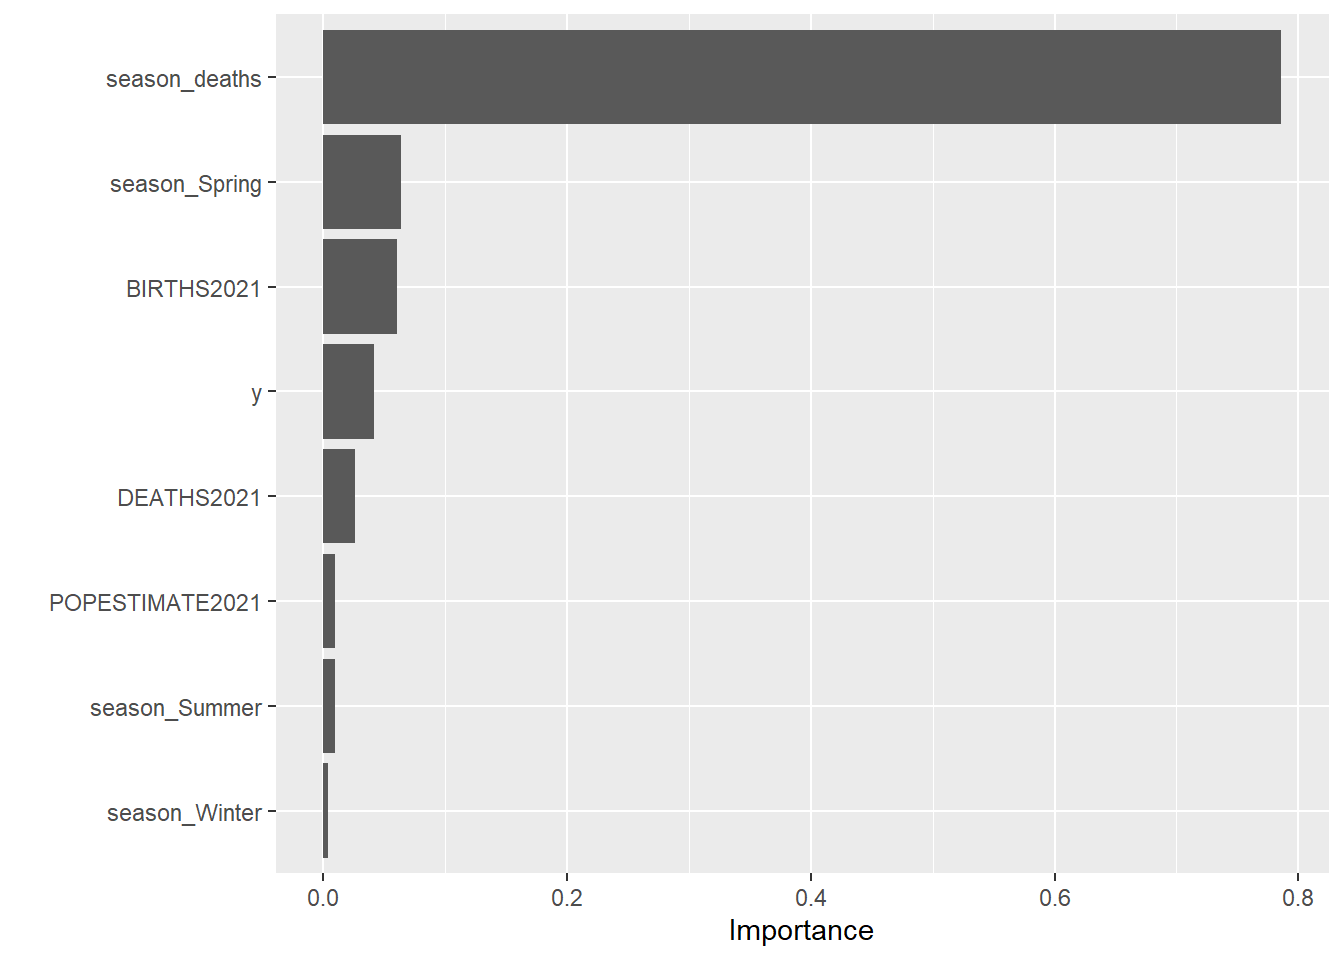 season_deaths
season_Spring
BIRTHS2021
y
DEATHS2021
POPESTIMATE2021
season_Summer
season_Winter
0.0 0.2 0.4 0.6 0.8
Importance